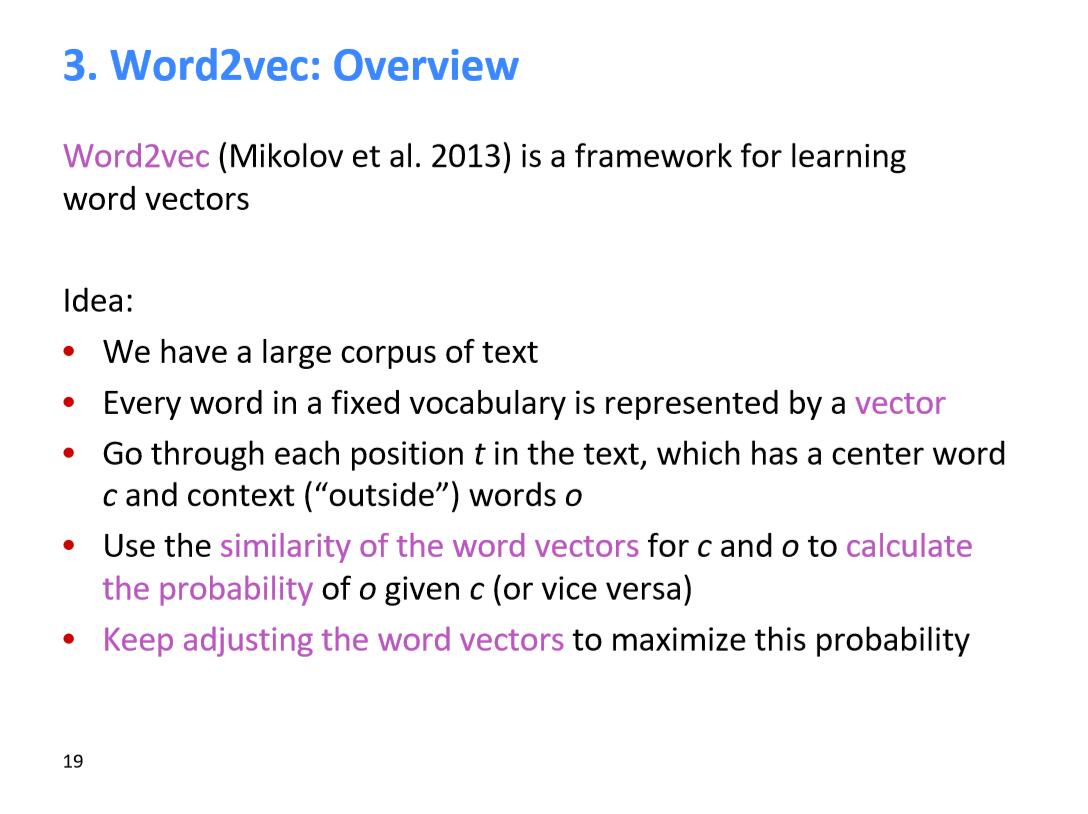 3. Word2vec: Overview
Word2vec (Mikolov et al. 2013) is a framework for learning
word vectors
Idea:
• We have a large corpus of text
• Every word in a fixed vocabulary is represented by a vector
• Go through each position t in the text, which has a center word
c and context (“outside”) words o
• Use the similarity of the word vectors for c and o to calculate
the probability of o given c (or vice versa)
• Keep adjusting the word vectors to maximize this probability
19